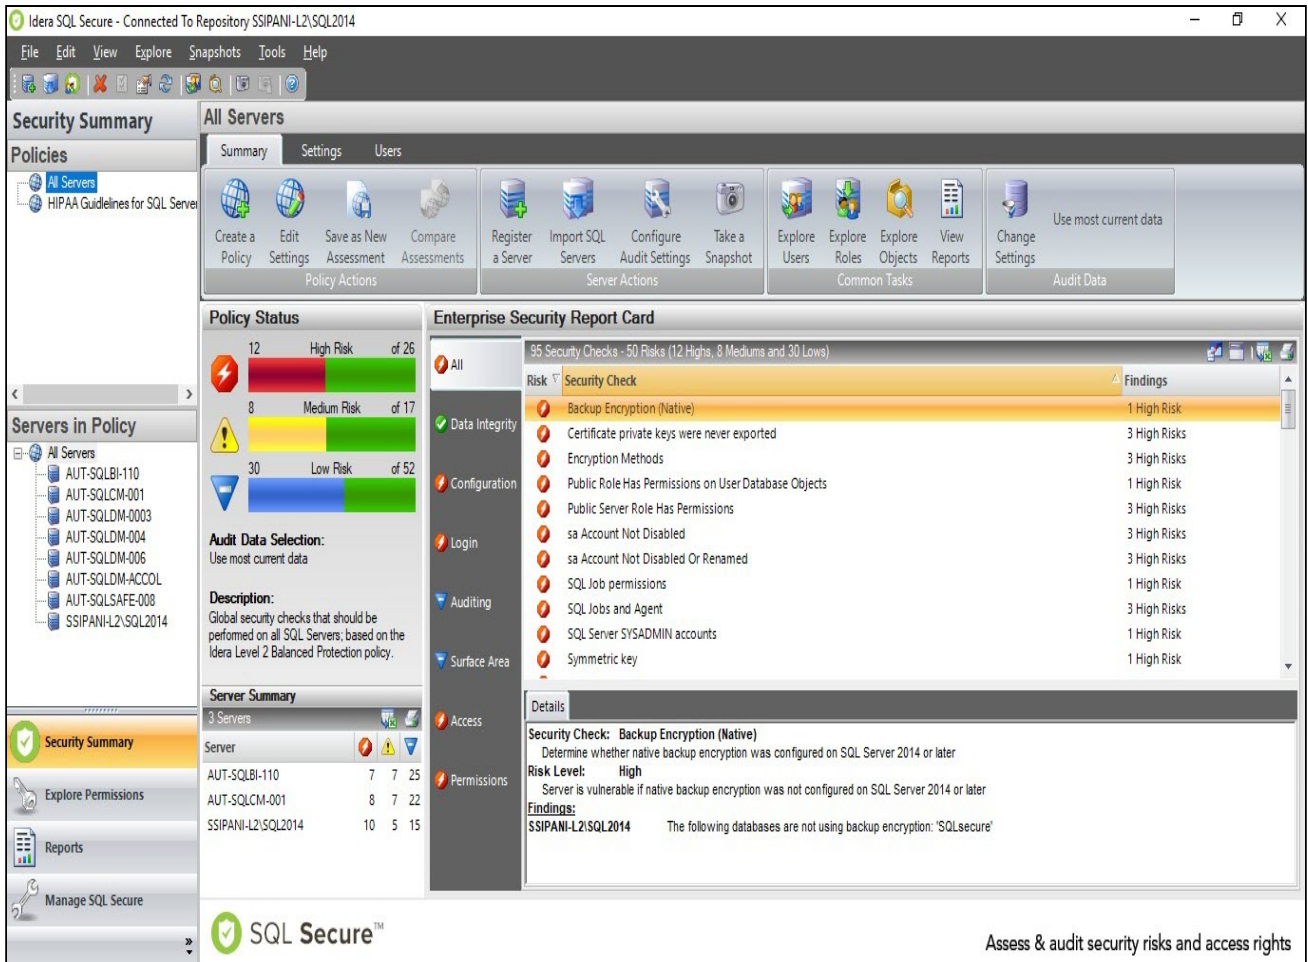 Idera SQL Secure - Connected To Repository SSIPANI-L2\SQL2014
File Edit View Explore Snapshots Tools Help
Security Summary
Policies
All Servers
HIPAA Guidlelines for SQL Server
Servers in Policy
All Servers
AUT-SQLBI-110
AUT-SQLCM-001
AUT-SQLDM-0003
AUT-SQLDM-004
AUT-SQLDM-006
AUT-SQLDM-ACCOL
AUT-SQLSAFE-008
SSIPANI-L2\SQL2014
Security Summary
Explore Permissions
Reports
Manage SQL Secure
All Servers
Summary Settings Users
Create a Policy
Edit Settings
Save as New Assessment
Compare Assessments
Policy Actions
Register a Server
Import SQL Servers
Configure Audit Settings
Take a Snapshot
Server Actions
Explore Users
Explore Roles
Explore Objects
View Reports
Common Tasks
Change Settings
Use most current data
Audit Data
Policy Status
12 High Risk of 26
8 Medium Risk of 17
30 Low Risk of 52
Audit Data Selection:
Use most current data
Description:
Global security checks that should be
performed on all SQL Servers; based on the
Idera Level 2 Balanced Protection policy.
Server Summary
3 Servers
Server
AUT-SQLBI-110 7 7 25
AUT-SQLCM-001 8 7 22
SSIPANI-L2\SQL2014 10 5 15
Enterprise Security Report Card
All
Data Integrity
Configuration
Login
Auditing
Surface Area
Access
Permissions
95 Security Checks - 50 Risks (12 Highs, 8 Mediums and 30 Lows)
Risk Security Check Findings
Backup Encryption (Native) 1 High Risk
Certificate private keys were never exported 3 High Risks
Encryption Methods 3 High Risks
Public Role Has Permissions on User Database Objects 1 High Risk
Public Server Role Has Permissions 3 High Risks
sa Account Not Disabled 3 High Risks
sa Account Not Disabled Or Renamed 3 High Risks
SQL Job permissions 1 High Risk
SQL Jobs and Agent 3 High Risks
SQL Server SYSADMIN accounts 1 High Risk
Symmetric key 1 High Risk
Details
Security Check: Backup Encryption (Native)
Determine whether native backup encryption was configured on SQL Server 2014 or later
Risk Level: High
Server is vulnerable if native backup encryption was not configured on SQL Server 2014 or later
Findings:
SSIPANI-L2\SQL2014 The following databases are not using backup encryption: 'SQLsecure'
SQL Secure™
Assess & audit security risks and access rights